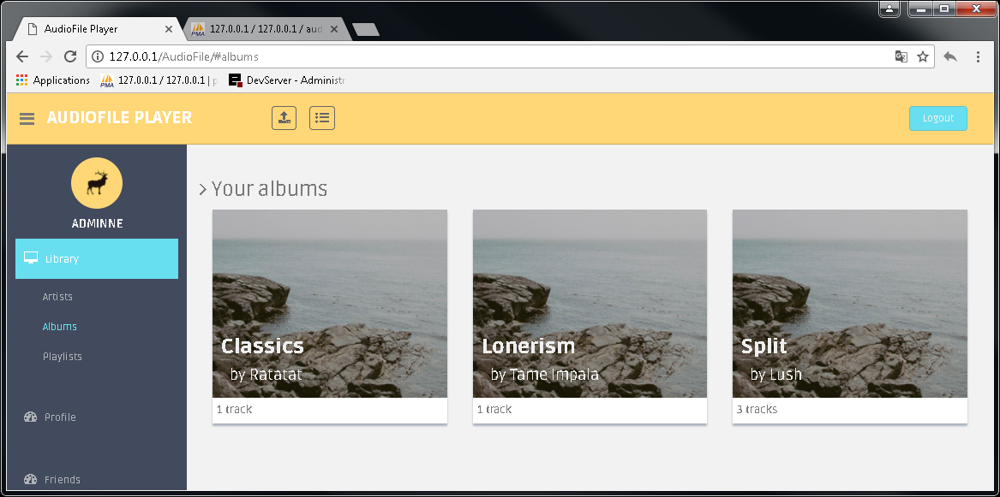 AudioFile Player
127.0.0.1 / 127.0.0.1 / aud
127.0.0.1/AudioFile/#albums
Applications
127.0.0.1 / 127.0.0.1 | p
DevServer - Administr
AUDIOFILE PLAYER
Logout
ADMINNE
Library
Artists
Albums
Playlists
Profile
Friends
Your albums
Classics
by Ratatat
1 track
Lonerism
by Tame Impala
1 track
Split
by Lush
3 tracks